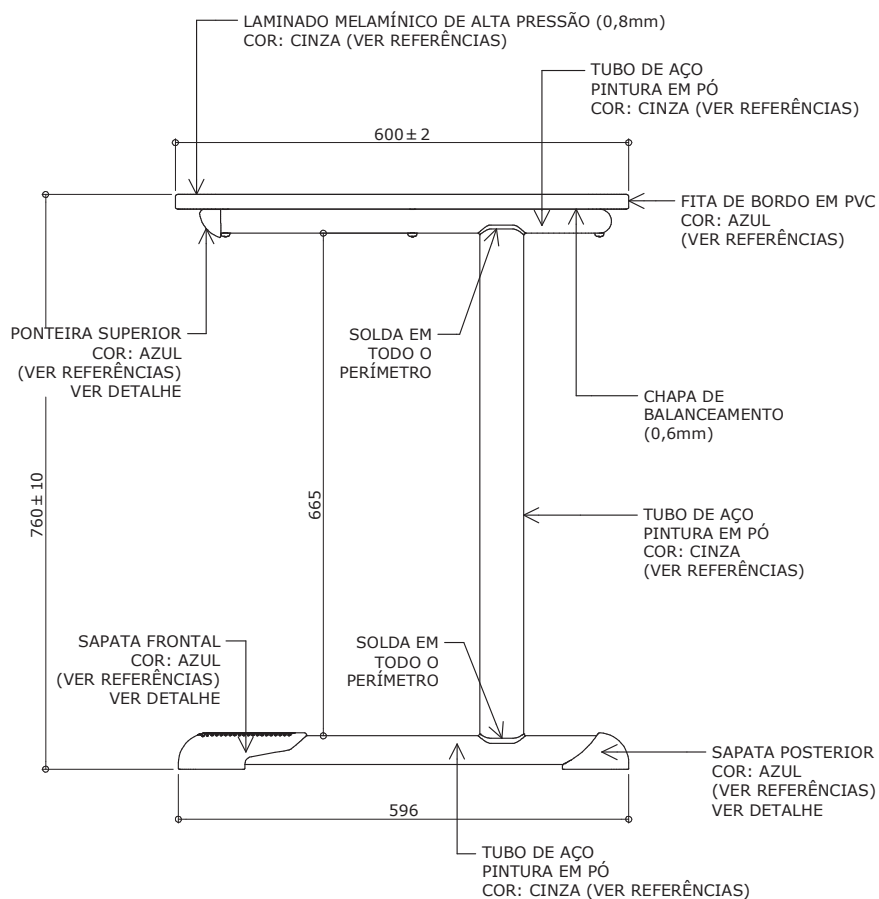 LAMINADO MELAMÍNICO DE ALTA PRESSÃO (0,8mm)
COR: CINZA (VER REFERÊNCIAS)
TUBO DE AÇO
PINTURA EM PÓ
COR: CINZA (VER REFERÊNCIAS)
600±2
FITA DE BORDO EM PVC
COR: AZUL
(VER REFERÊNCIAS)
PONTEIRA SUPERIOR
COR: AZUL
(VER REFERÊNCIAS)
VER DETALHE
SOLDA EM
TODO O
PERÍMETRO
CHAPA DE
BALANCEAMENTO
(0,6mm)
760±10
665
TUBO DE AÇO
PINTURA EM PÓ
COR: CINZA
(VER REFERÊNCIAS)
SAPATA FRONTAL
COR: AZUL
(VER REFERÊNCIAS)
VER DETALHE
SOLDA EM
TODO O
PERÍMETRO
SAPATA POSTERIOR
COR: AZUL
(VER REFERÊNCIAS)
VER DETALHE
596
TUBO DE AÇO
PINTURA EM PÓ
COR: CINZA (VER REFERÊNCIAS)